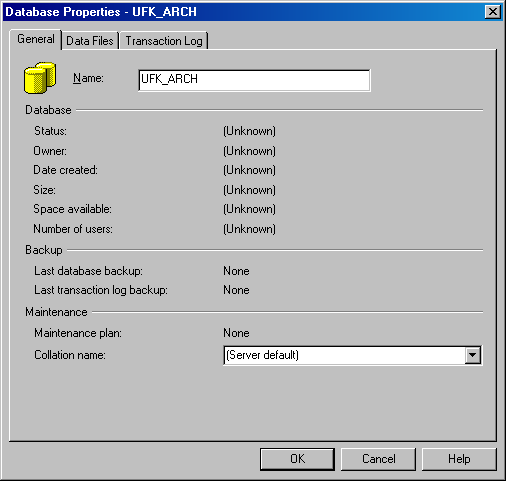 Database Properties - UFK_ARCH
General Data Files Transaction Log
Name: UFK_ARCH
Database
Status: (Unknown)
Owner: (Unknown)
Date created: (Unknown)
Size: (Unknown)
Space available: (Unknown)
Number of users: (Unknown)
Backup
Last database backup: None
Last transaction log backup: None
Maintenance
Maintenance plan: None
Collation name: (Server default)
OK Cancel Help